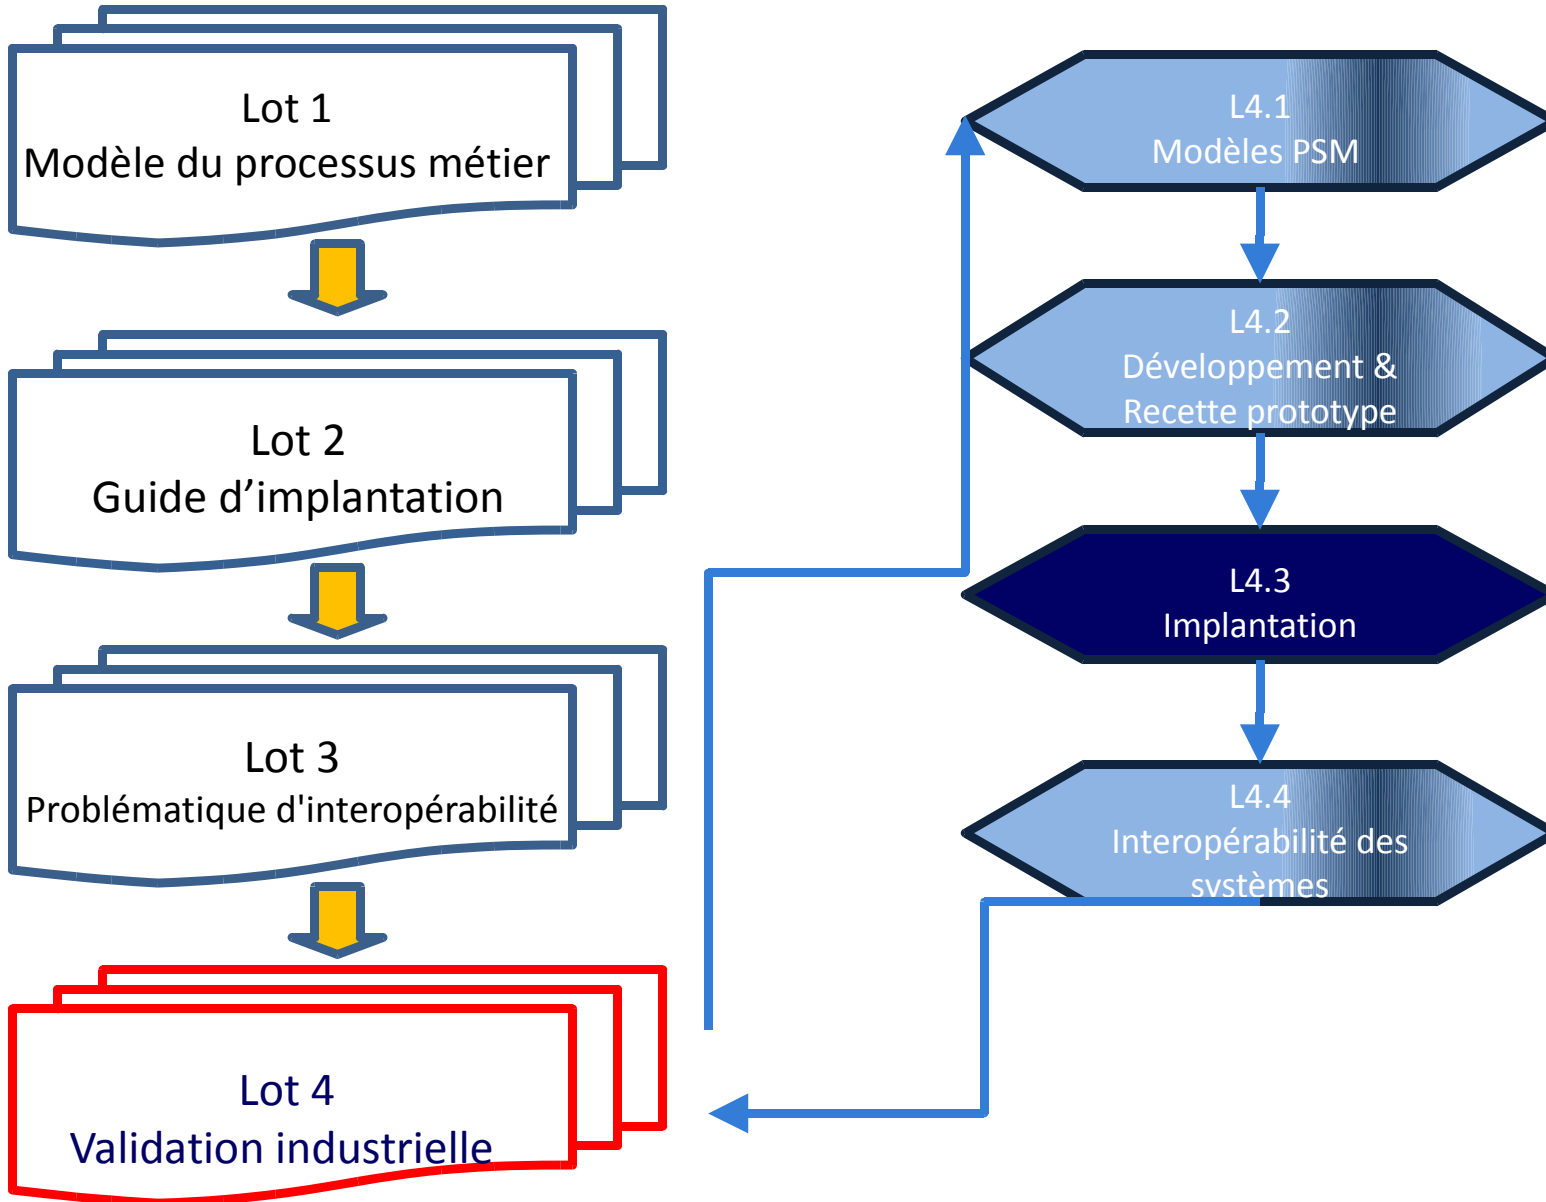 Lot 1
Modèle du processus métier
Lot 2
Guide d’implantation
Lot 3
Problématique d'interopérabilité
Lot 4
Validation industrielle
L4.1
Modèles PSM
L4.2
Développement &
Recette prototype
L4.3
Implantation
L4.4
Interopérabilité des
systèmes